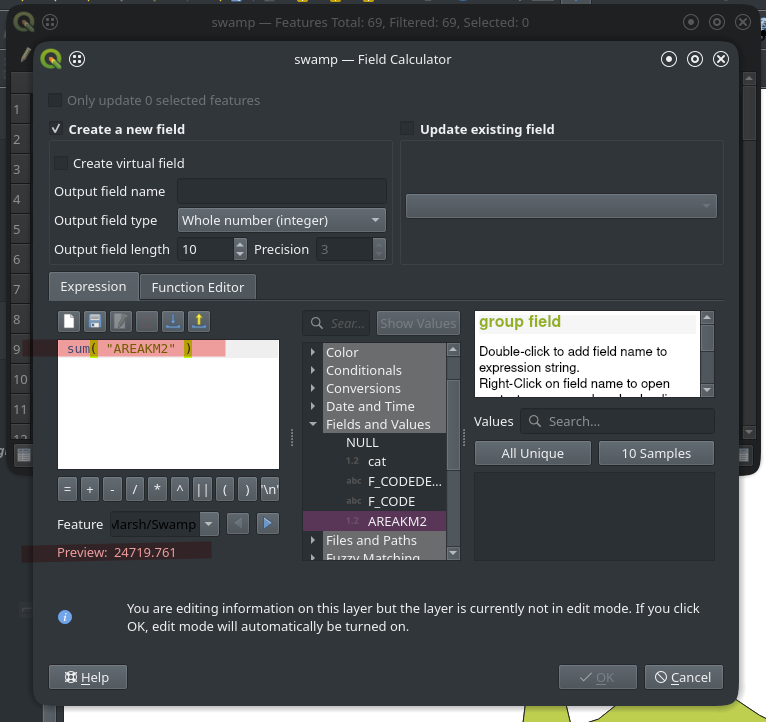 swamp — Features Total: 69, Filtered: 69, Selected: 0
swamp — Field Calculator
Only update 0 selected features
Create a new field
Update existing field
Create virtual field
Output field name
Output field type Whole number (integer)
Output field length 10 Precision 3
Expression Function Editor
Sear... Show Values
group field
Double-click to add field name to
expression string.
Right-Click on field name to open
sum( "AREAKM2" )
Color
Conditionals
Conversions
Date and Time
Fields and Values
NULL
1.2 cat
abc F_CODEDE...
abc F_CODE
1.2 AREAKM2
Files and Paths
Fuzzy Matching
Values Search...
All Unique 10 Samples
= + - / * ^ || ( ) '\n'
Feature Marsh/Swamp
Preview: 24719.761
You are editing information on this layer but the layer is currently not in edit mode. If you click
OK, edit mode will automatically be turned on.
Help OK Cancel
1
2
3
4
5
6
7
8
9
10
11
12